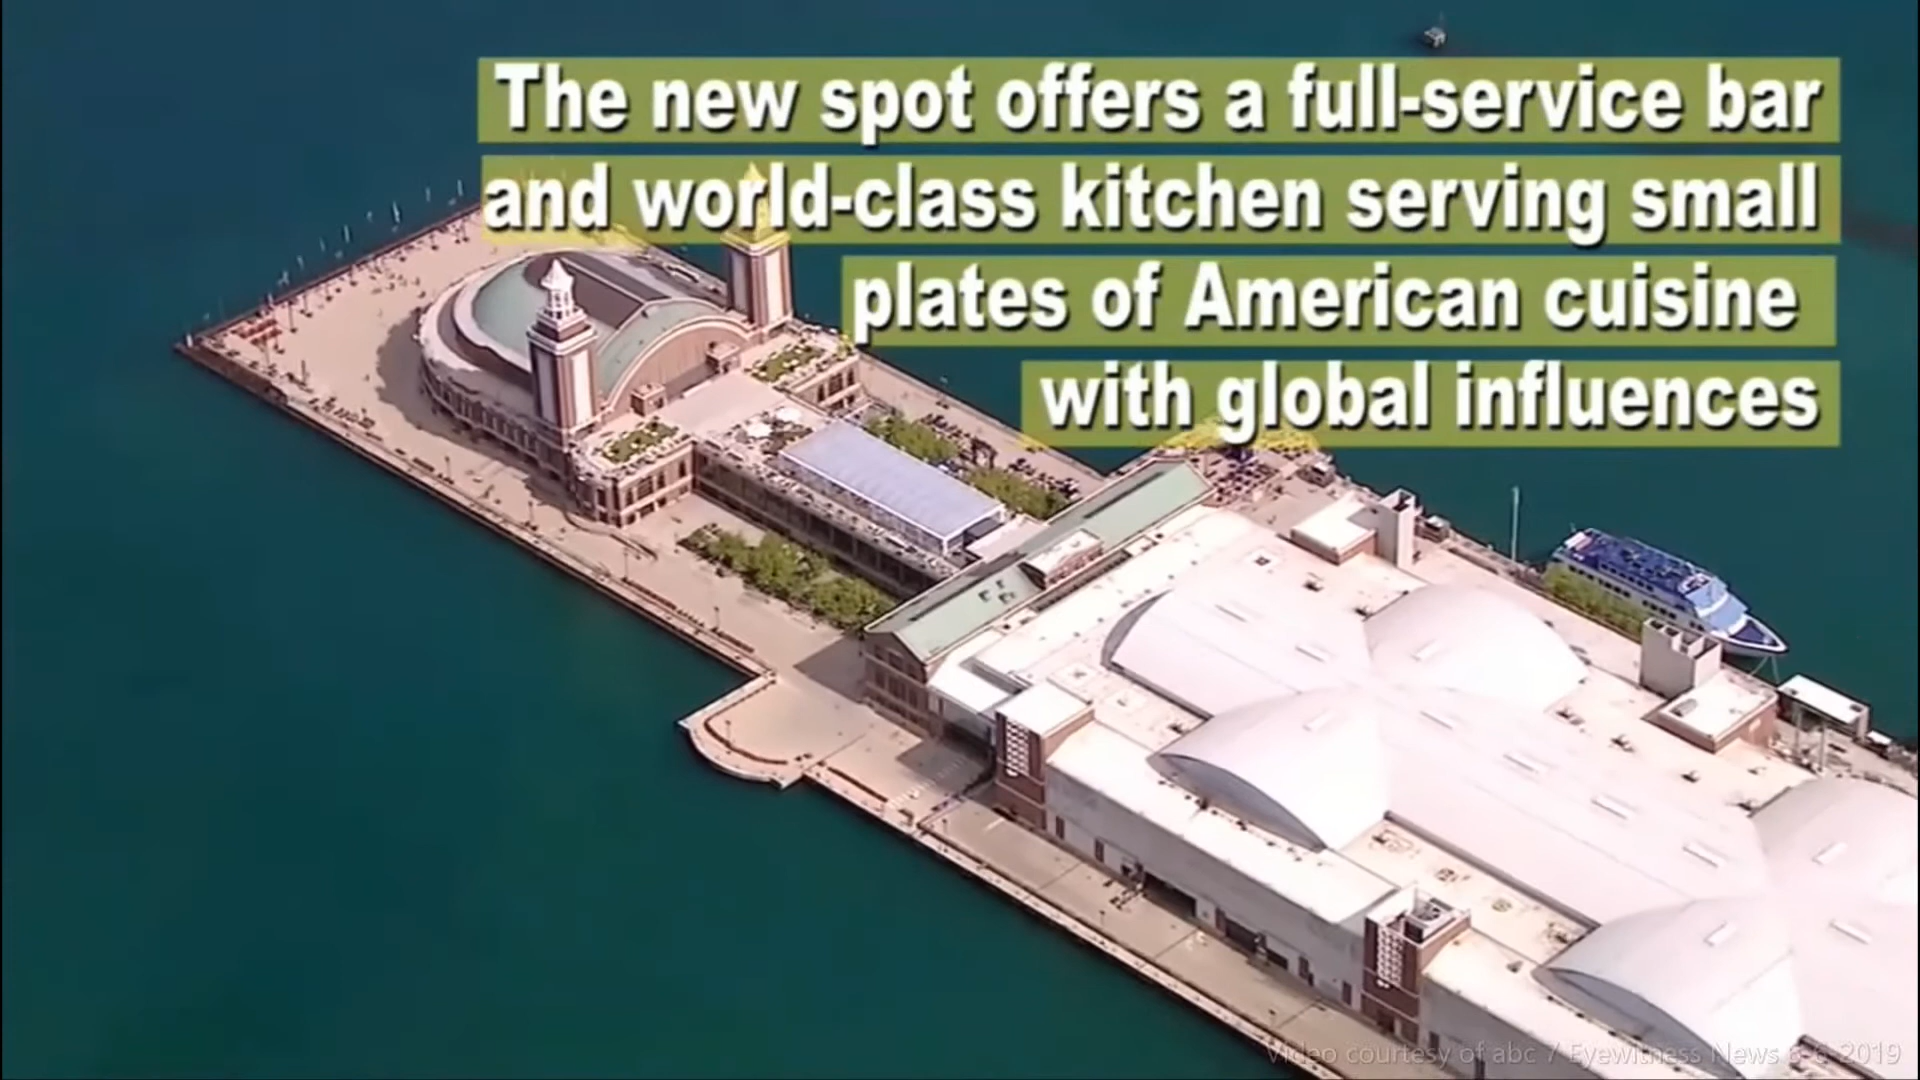 The new spot offers a full-service bar
and world-class kitchen serving small
plates of American cuisine
with global influences
Video courtesy of abc 7 Eyewitness News 2019